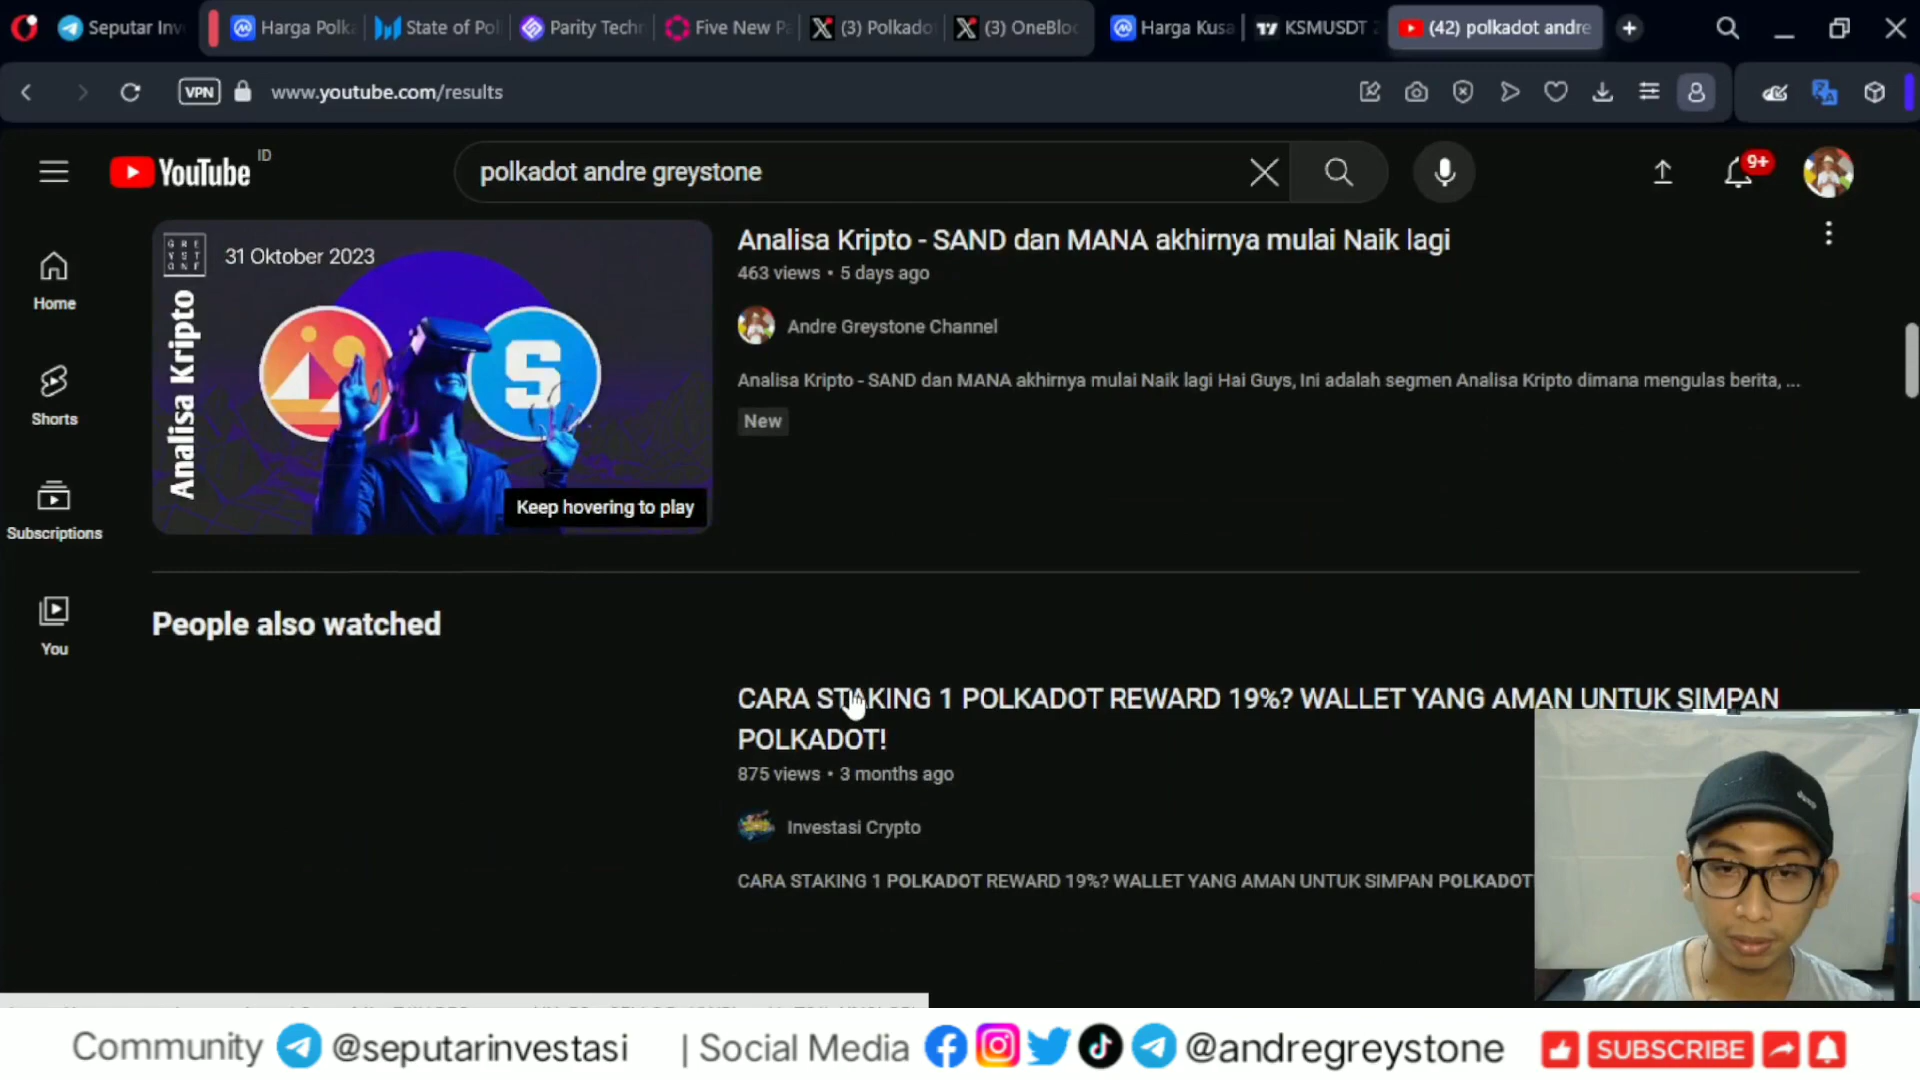 Seputar Inv
Harga Polka
State of Pol
Parity Techn
Five New Pa
(3) Polkado
(3) OneBloc
Harga Kusa
KSMUSDT
(42) polkadot andre
VPN
www.youtube.com/results
YouTube ID
polkadot andre greystone
9+
Home
Shorts
Subscriptions
You
GREYSTONE
31 Oktober 2023
Analisa Kripto
Keep hovering to play
Analisa Kripto - SAND dan MANA akhirnya mulai Naik lagi
463 views • 5 days ago
Andre Greystone Channel
Analisa Kripto - SAND dan MANA akhirnya mulai Naik lagi Hai Guys, Ini adalah segmen Analisa Kripto dimana mengulas berita, ...
New
People also watched
CARA STAKING 1 POLKADOT REWARD 19%? WALLET YANG AMAN UNTUK SIMPAN
POLKADOT!
875 views • 3 months ago
Investasi Crypto
CARA STAKING 1 POLKADOT REWARD 19%? WALLET YANG AMAN UNTUK SIMPAN POLKADOT!
Community @seputarinvestasi | Social Media @andregreystone SUBSCRIBE